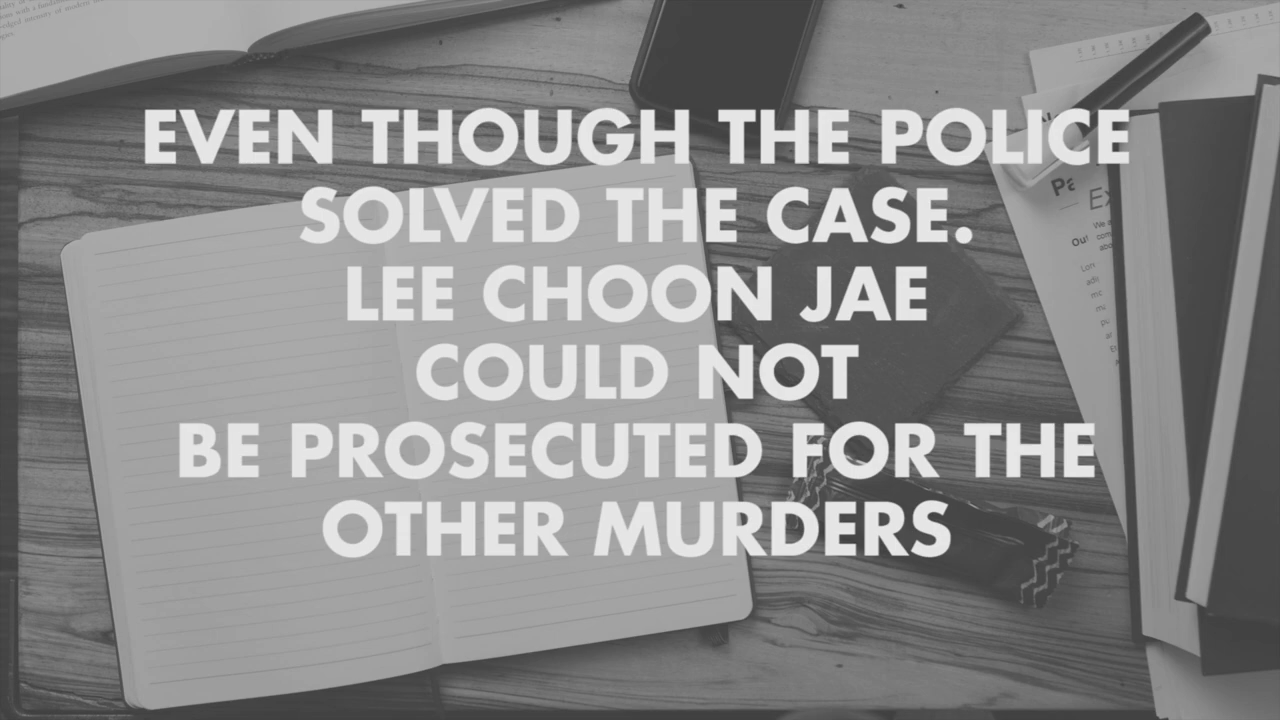 EVEN THOUGH THE POLICE
SOLVED THE CASE.
LEE CHOON JAE
COULD NOT
BE PROSECUTED FOR THE
OTHER MURDERS